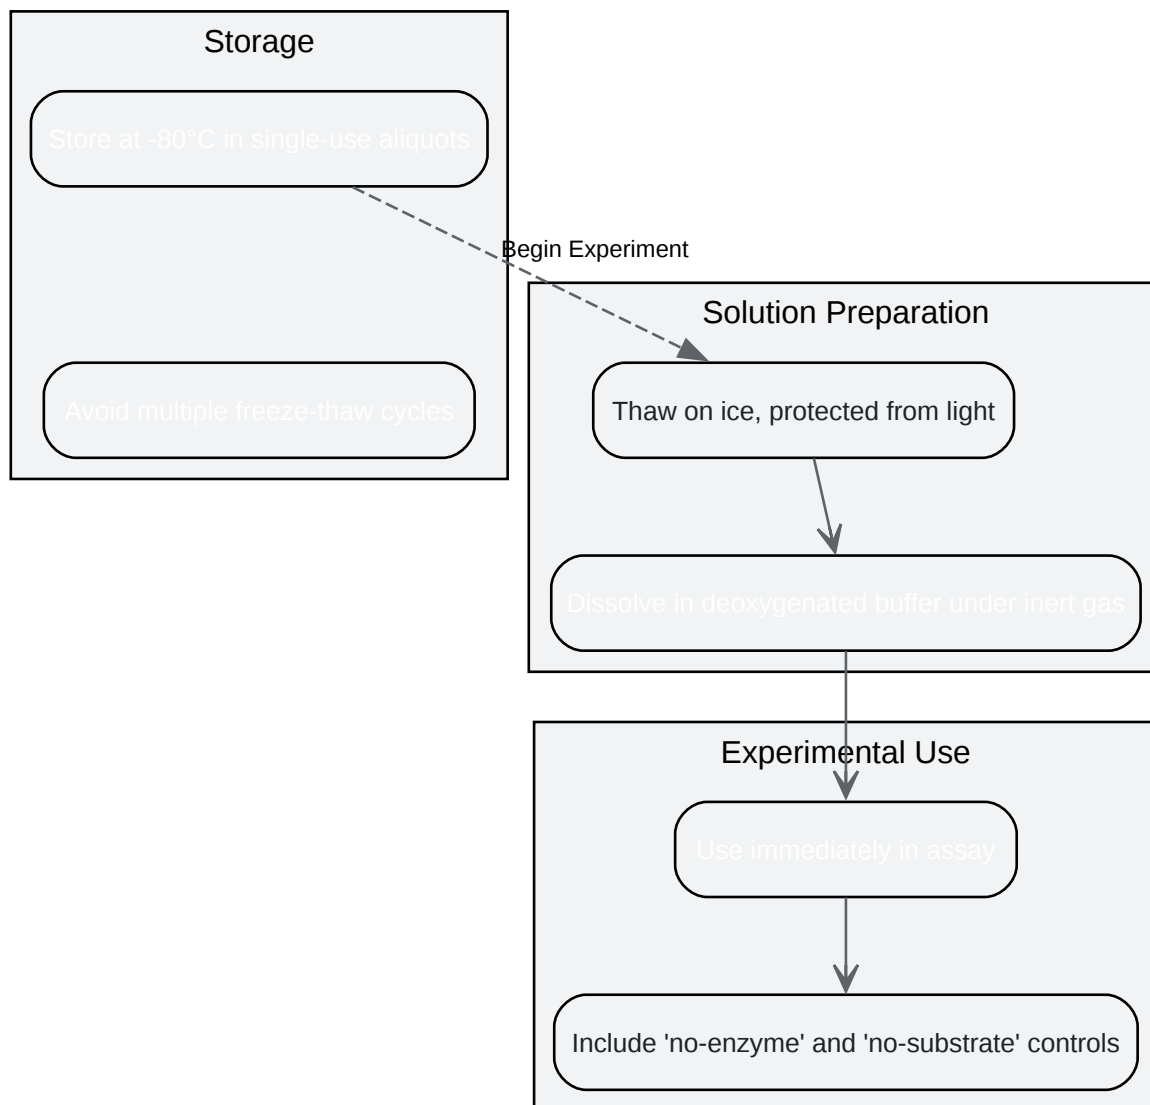 Storage
Store at -80°C in single-use aliquots
Begin Experiment
Avoid multiple freeze-thaw cycles
Solution Preparation
Thaw on ice, protected from light
Dissolve in deoxygenated buffer under inert gas
Experimental Use
Use immediately in assay
Include 'no-enzyme' and 'no-substrate' controls